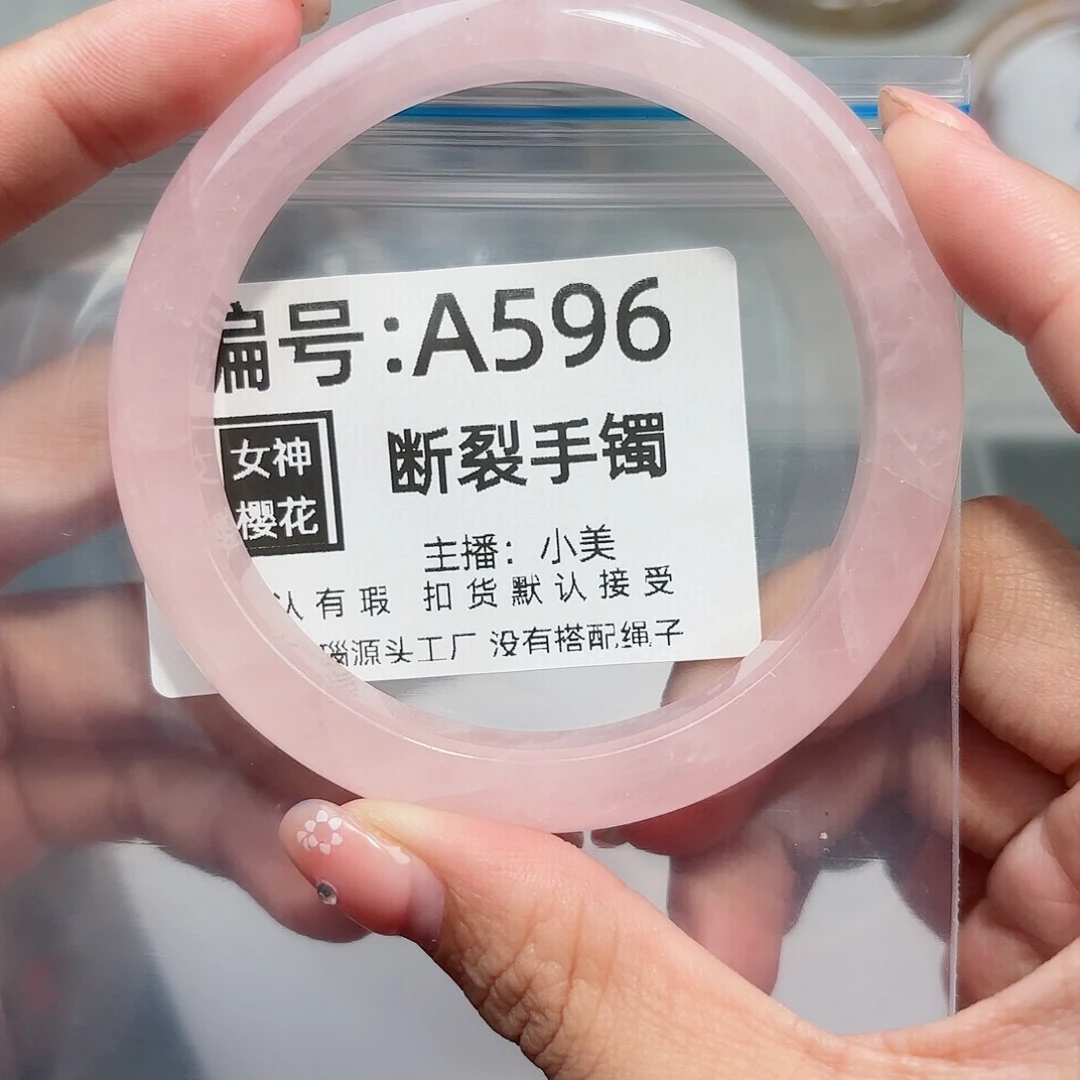 编号:A596
女神
樱花
断裂手镯
主播: 小美
认有瑕 扣货默认接受
瑙源头工厂 没有搭配绳子